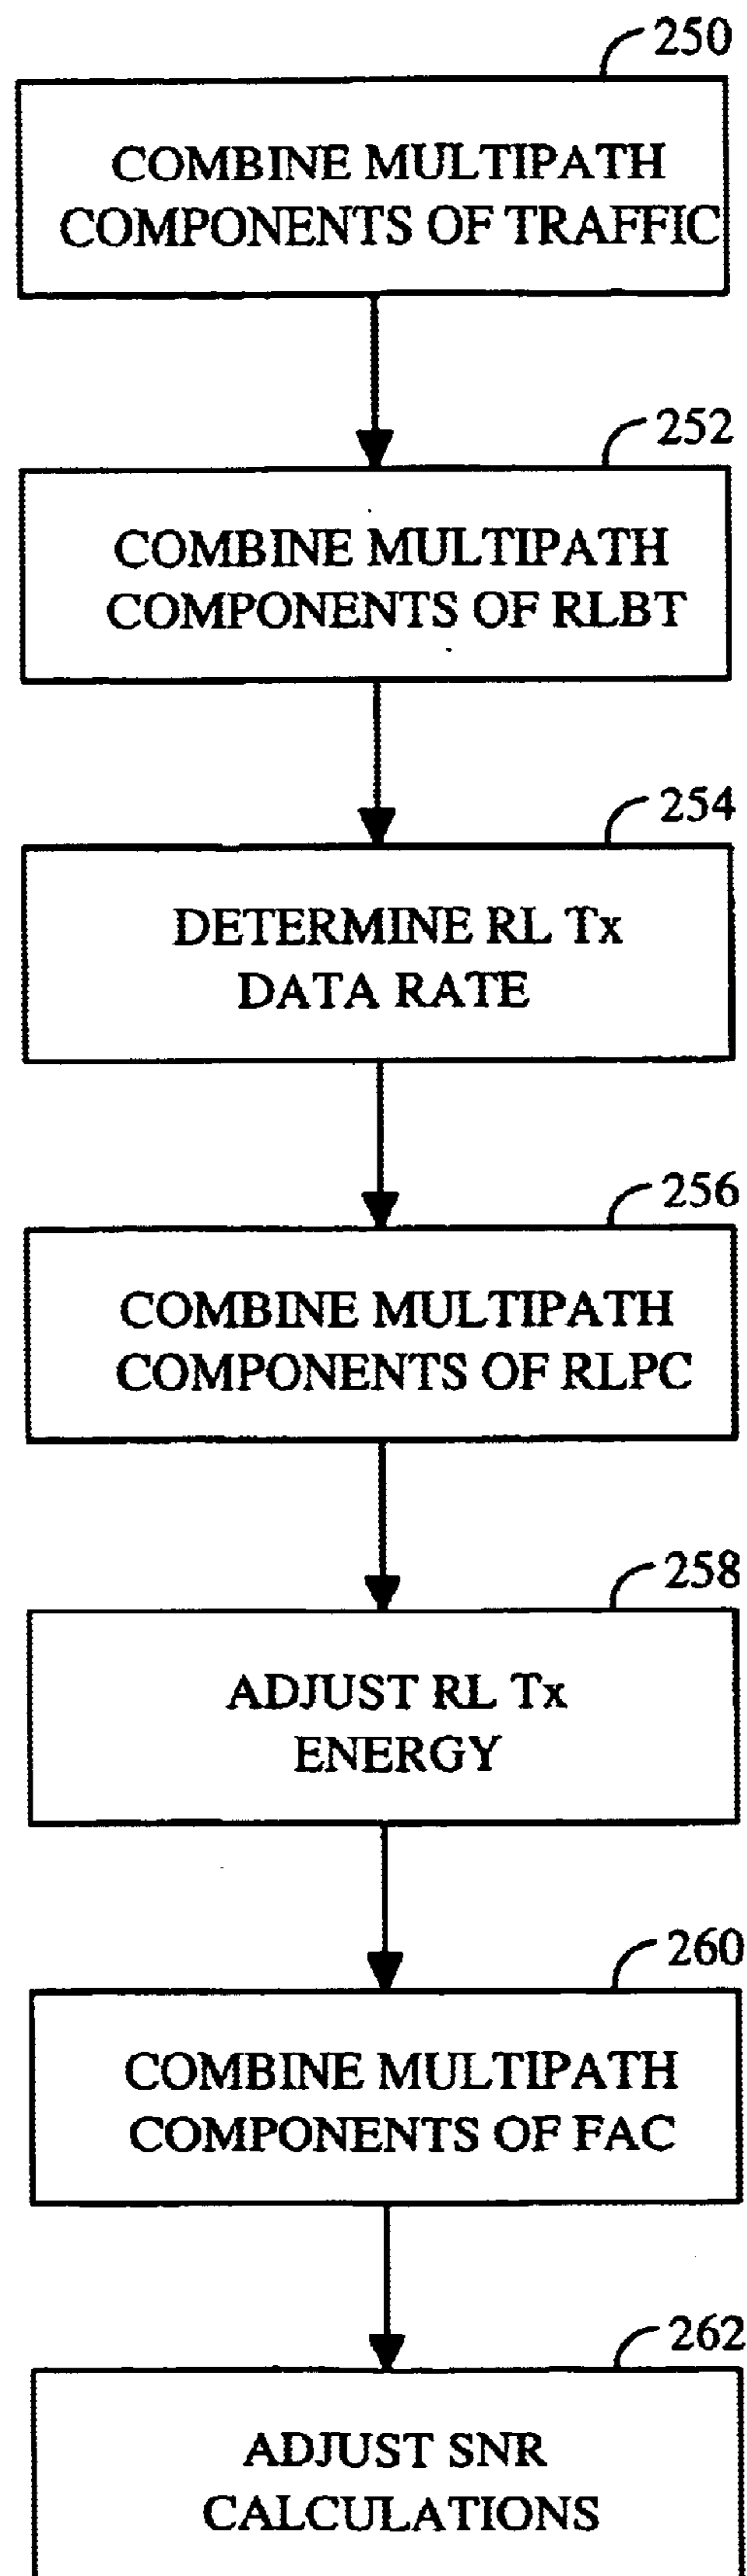 250
COMBINE MULTIPATH
COMPONENTS OF TRAFFIC
252
COMBINE MULTIPATH
COMPONENTS OF RLBT
254
DETERMINE RL Tx
DATA RATE
256
COMBINE MULTIPATH
COMPONENTS OF RLPC
258
ADJUST RL Tx
ENERGY
260
COMBINE MULTIPATH
COMPONENTS OF FAC
262
ADJUST SNR
CALCULATIONS